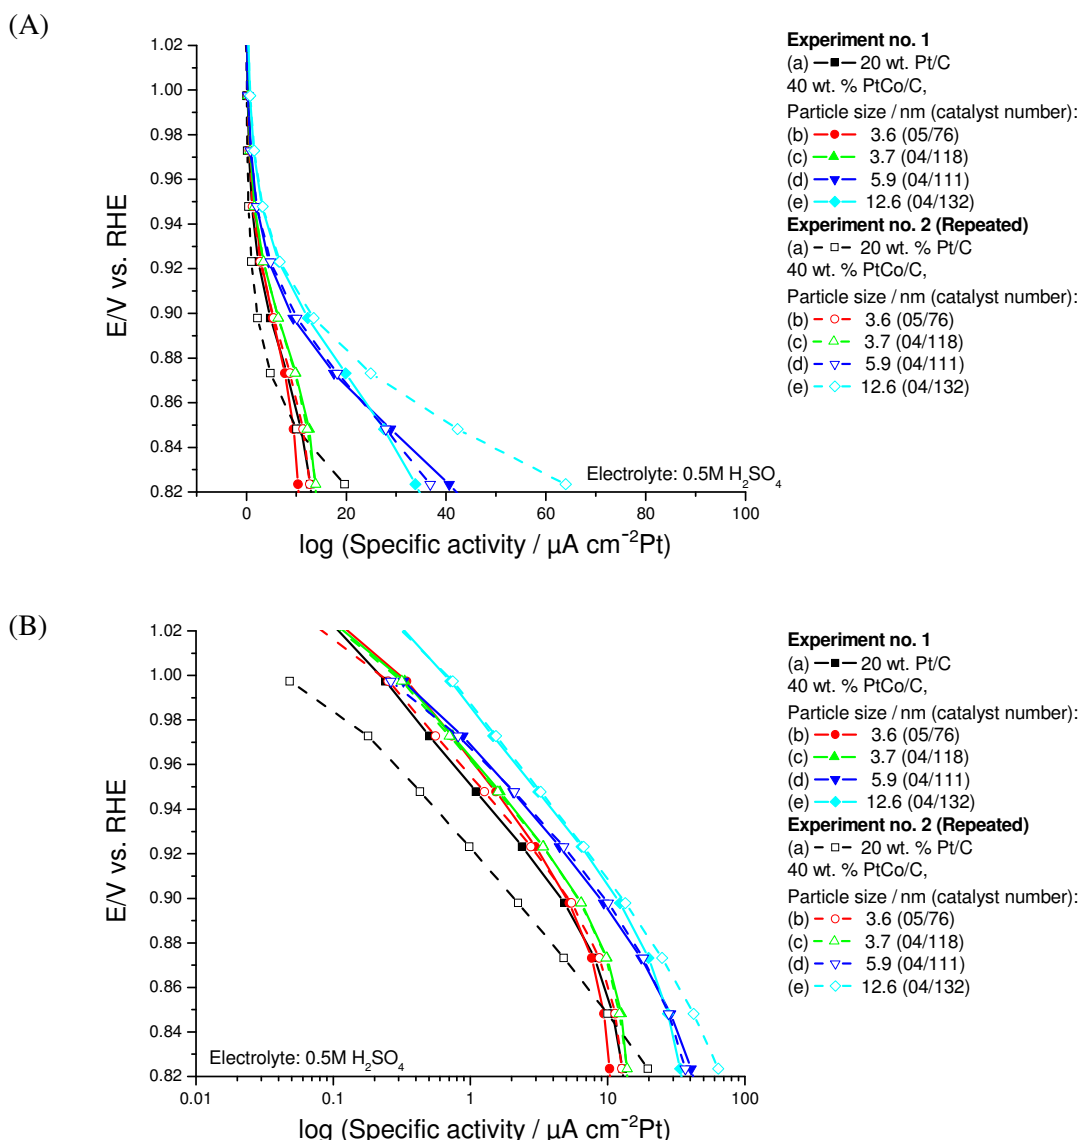 (A)
1.02
1.00
0.98
0.96
0.94
0.92
0.90
0.88
0.86
0.84
0.82
E/V vs. RHE
0
20
40
60
80
100
log (Specific activity / μA cm⁻²Pt)
Electrolyte: 0.5M H₂SO₄
Experiment no. 1
(a) 20 wt. Pt/C
40 wt. % PtCo/C,
Particle size / nm (catalyst number):
(b) 3.6 (05/76)
(c) 3.7 (04/118)
(d) 5.9 (04/111)
(e) 12.6 (04/132)
Experiment no. 2 (Repeated)
(a) 20 wt. % Pt/C
40 wt. % PtCo/C,
Particle size / nm (catalyst number):
(b) 3.6 (05/76)
(c) 3.7 (04/118)
(d) 5.9 (04/111)
(e) 12.6 (04/132)
(B)
1.02
1.00
0.98
0.96
0.94
0.92
0.90
0.88
0.86
0.84
0.82
E/V vs. RHE
0.01
0.1
1
10
100
log (Specific activity / μA cm⁻²Pt)
Electrolyte: 0.5M H₂SO₄
Experiment no. 1
(a) 20 wt. Pt/C
40 wt. % PtCo/C,
Particle size / nm (catalyst number):
(b) 3.6 (05/76)
(c) 3.7 (04/118)
(d) 5.9 (04/111)
(e) 12.6 (04/132)
Experiment no. 2 (Repeated)
(a) 20 wt. % Pt/C
40 wt. % PtCo/C,
Particle size / nm (catalyst number):
(b) 3.6 (05/76)
(c) 3.7 (04/118)
(d) 5.9 (04/111)
(e) 12.6 (04/132)